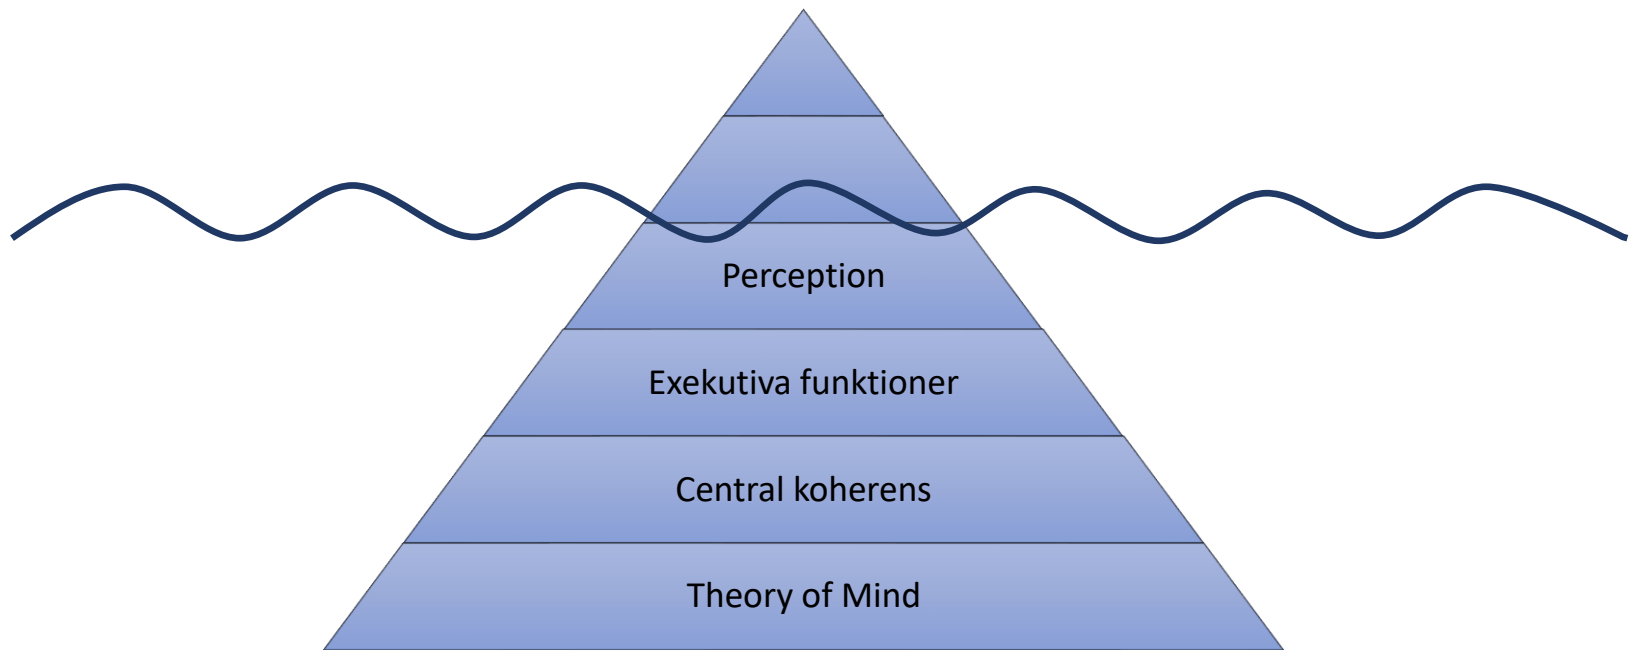 Perception
Exekutiva funktioner
Central koherens
Theory of Mind